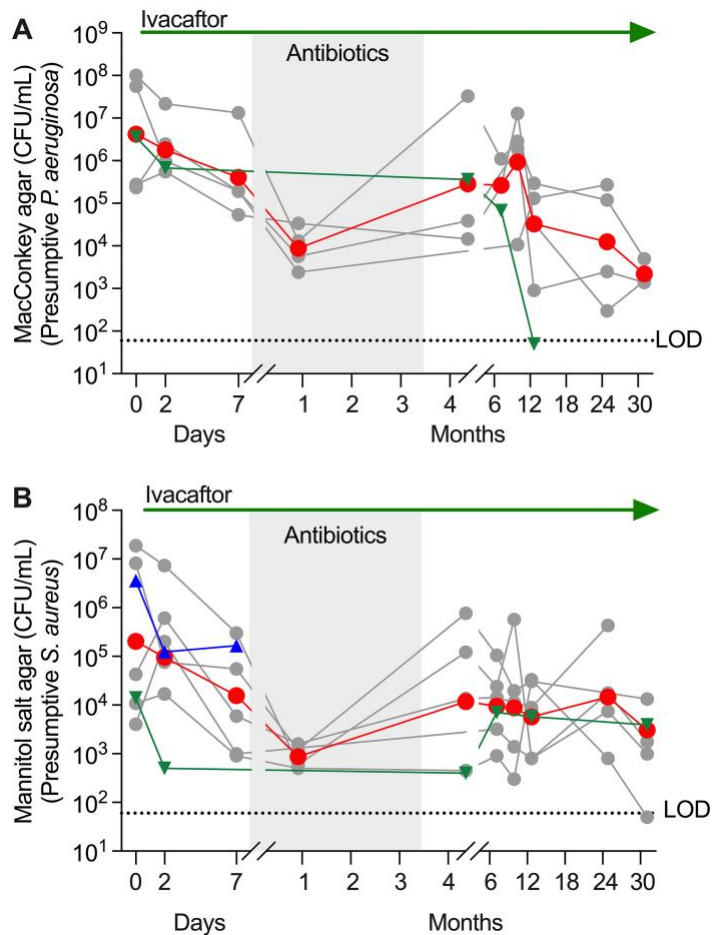 A
Ivacaftor
Antibiotics
MacConkey agar (CFU/mL)
(Presumptive P. aeruginosa)
10⁹
10⁸
10⁷
10⁶
10⁵
10⁴
10³
10²
10¹
LOD
0 2 7 1 2 3 4 6 12 18 24 30
Days Months
B
Ivacaftor
Antibiotics
Mannitol salt agar (CFU/mL)
(Presumptive S. aureus)
10⁸
10⁷
10⁶
10⁵
10⁴
10³
10²
10¹
LOD
0 2 7 1 2 3 4 6 12 18 24 30
Days Months